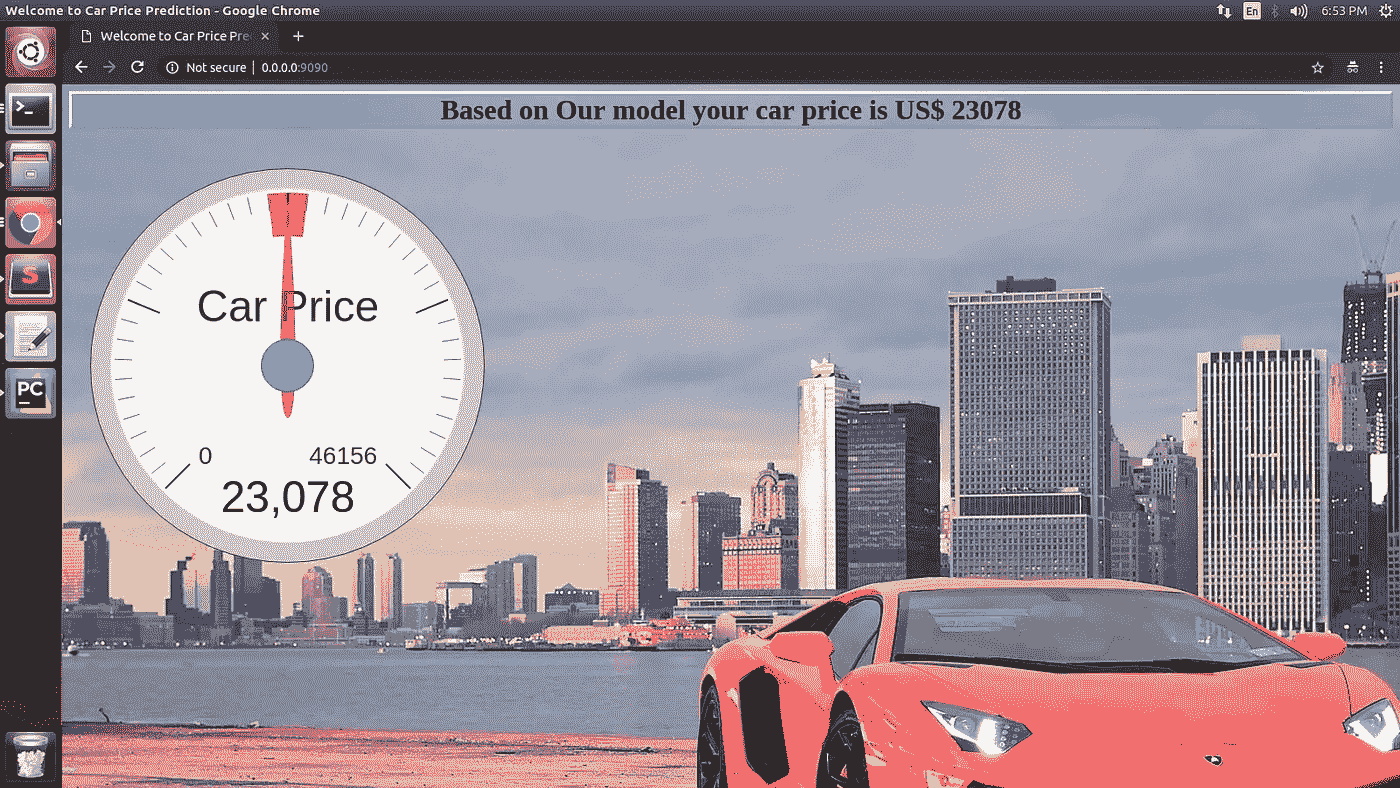 Welcome to Car Price Prediction - Google Chrome
En
6:53 PM
Welcome to Car Price Pre
Not secure | 0.0.0.0:9090
Based on Our model your car price is US$ 23078
Car Price
0
46156
23,078
S
PC